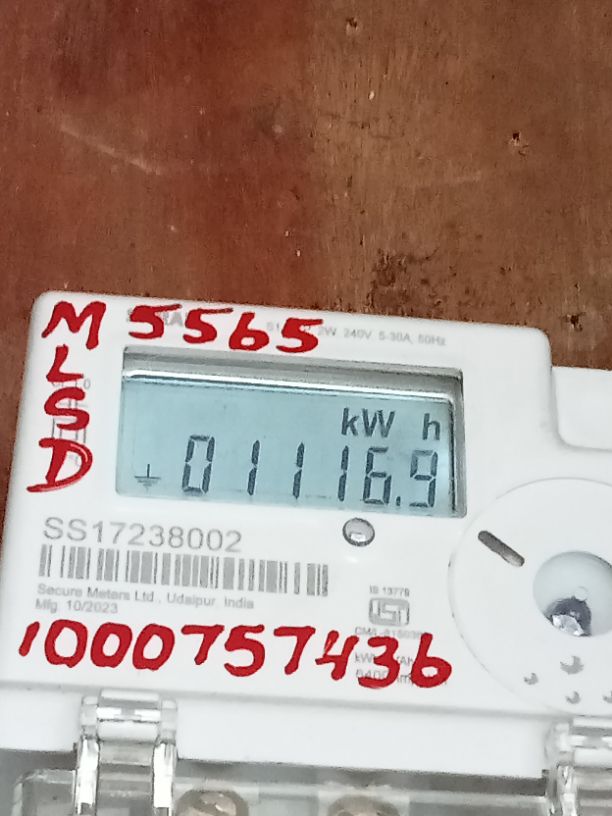 M 5565
L
S
D
2W 240V 5-30A, 50Hz
kW h
01116.9
SS17238002
Secure Meters Ltd., Udaipur, India
Mfg. 10/2023
IS 13779
1000757436